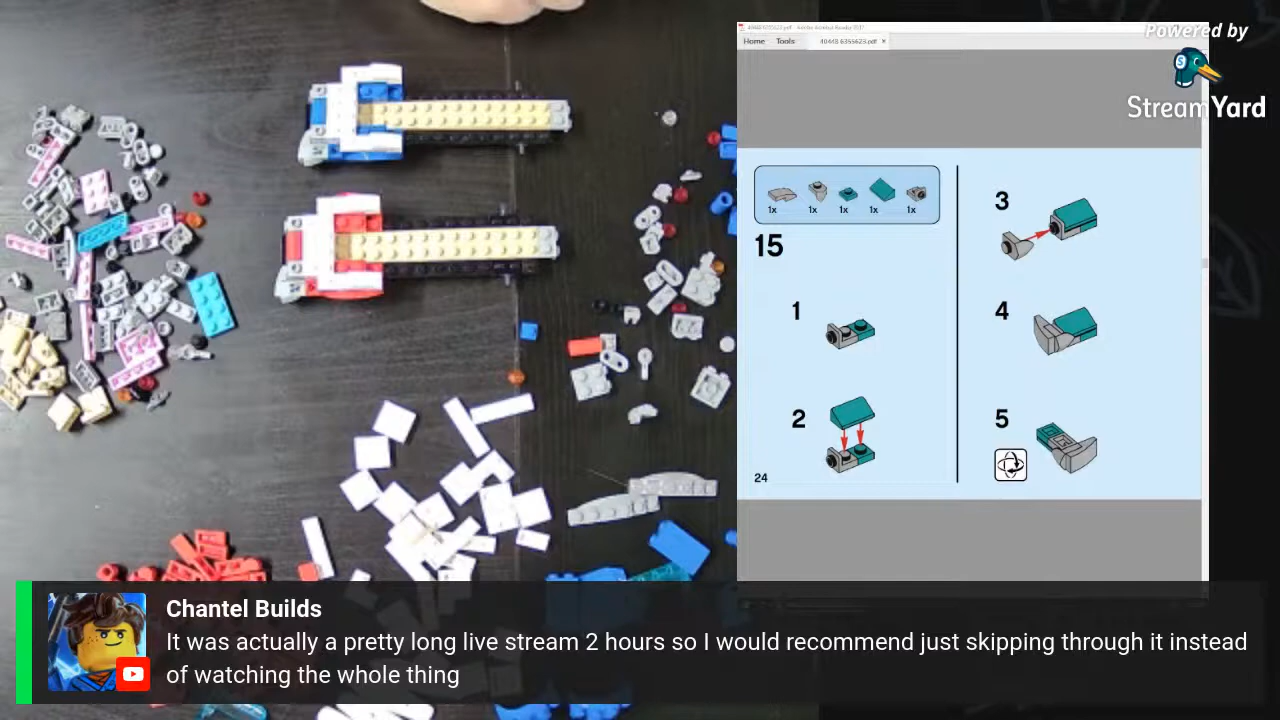 Powered by
StreamYard
Home Tools
1x 1x 1x 1x 1x
15
1
2
24
3
4
5
Chantel Builds
It was actually a pretty long live stream 2 hours so I would recommend just skipping through it instead
of watching the whole thing